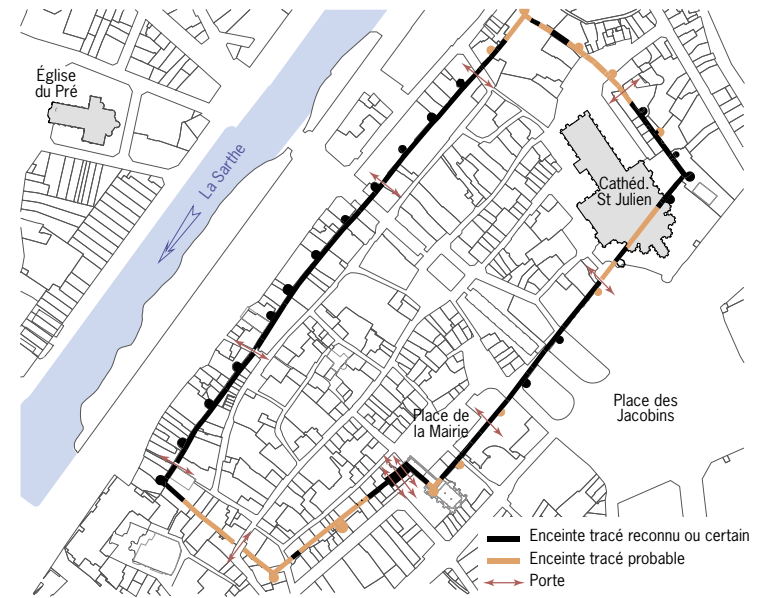 Église
du Pré
La Sarthe
Cathéd.
St Julien
Place des
Jacobins
Place de
la Mairie
Enceinte tracé reconnu ou certain
Enceinte tracé probable
Porte